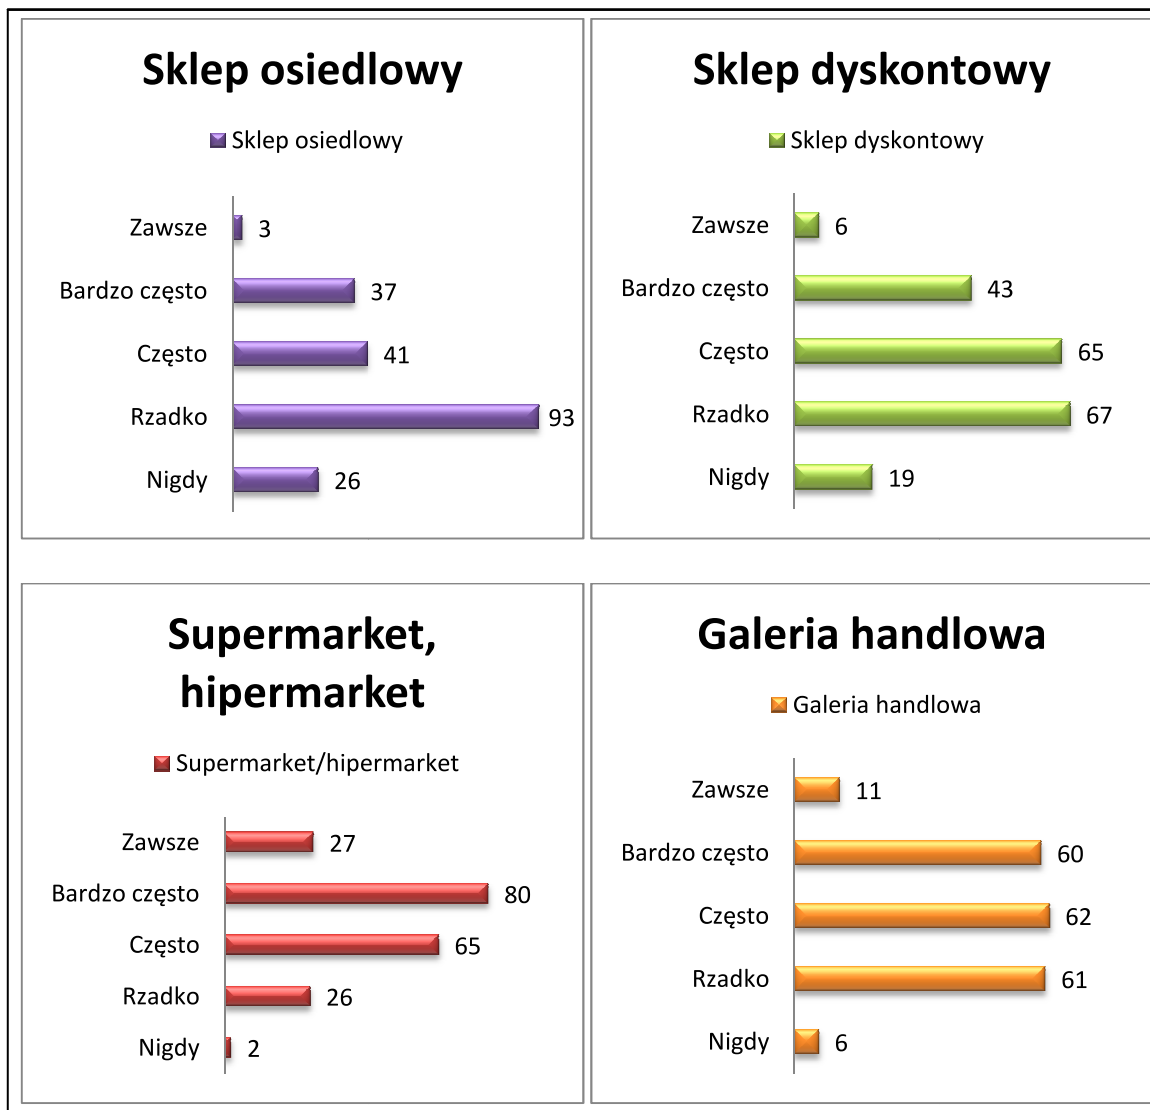 Sklep osiedlowy
Sklep osiedlowy
Zawsze 3
Bardzo często 37
Często 41
Rzadko 93
Nigdy 26
Sklep dyskontowy
Sklep dyskontowy
Zawsze 6
Bardzo często 43
Często 65
Rzadko 67
Nigdy 19
Supermarket,
hipermarket
Supermarket/hipermarket
Zawsze 27
Bardzo często 80
Często 65
Rzadko 26
Nigdy 2
Galeria handlowa
Galeria handlowa
Zawsze 11
Bardzo często 60
Często 62
Rzadko 61
Nigdy 6